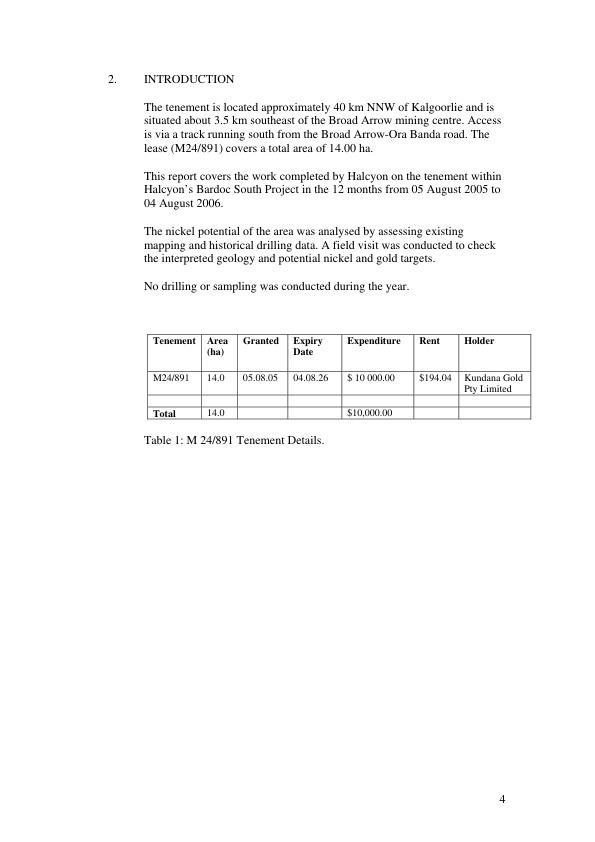 2. INTRODUCTION
The tenement is located approximately 40 km NNW of Kalgoorlie and is
situated about 3.5 km southeast of the Broad Arrow mining centre. Access
is via a track running south from the Broad Arrow-Ora Banda road. The
lease (M24/891) covers a total area of 14.00 ha.
This report covers the work completed by Halcyon on the tenement within
Halcyon's Bardoc South Project in the 12 months from 05 August 2005 to
04 August 2006.
The nickel potential of the area was analysed by assessing existing
mapping and historical drilling data. A field visit was conducted to check
the interpreted geology and potential nickel and gold targets.
No drilling or sampling was conducted during the year.
Tenement Area (ha) Granted Expiry Date Expenditure Rent Holder
M24/891 14.0 05.08.05 04.08.26 $ 10 000.00 $194.04 Kundana Gold Pty Limited
Total 14.0 $10,000.00
Table 1: M 24/891 Tenement Details.
4